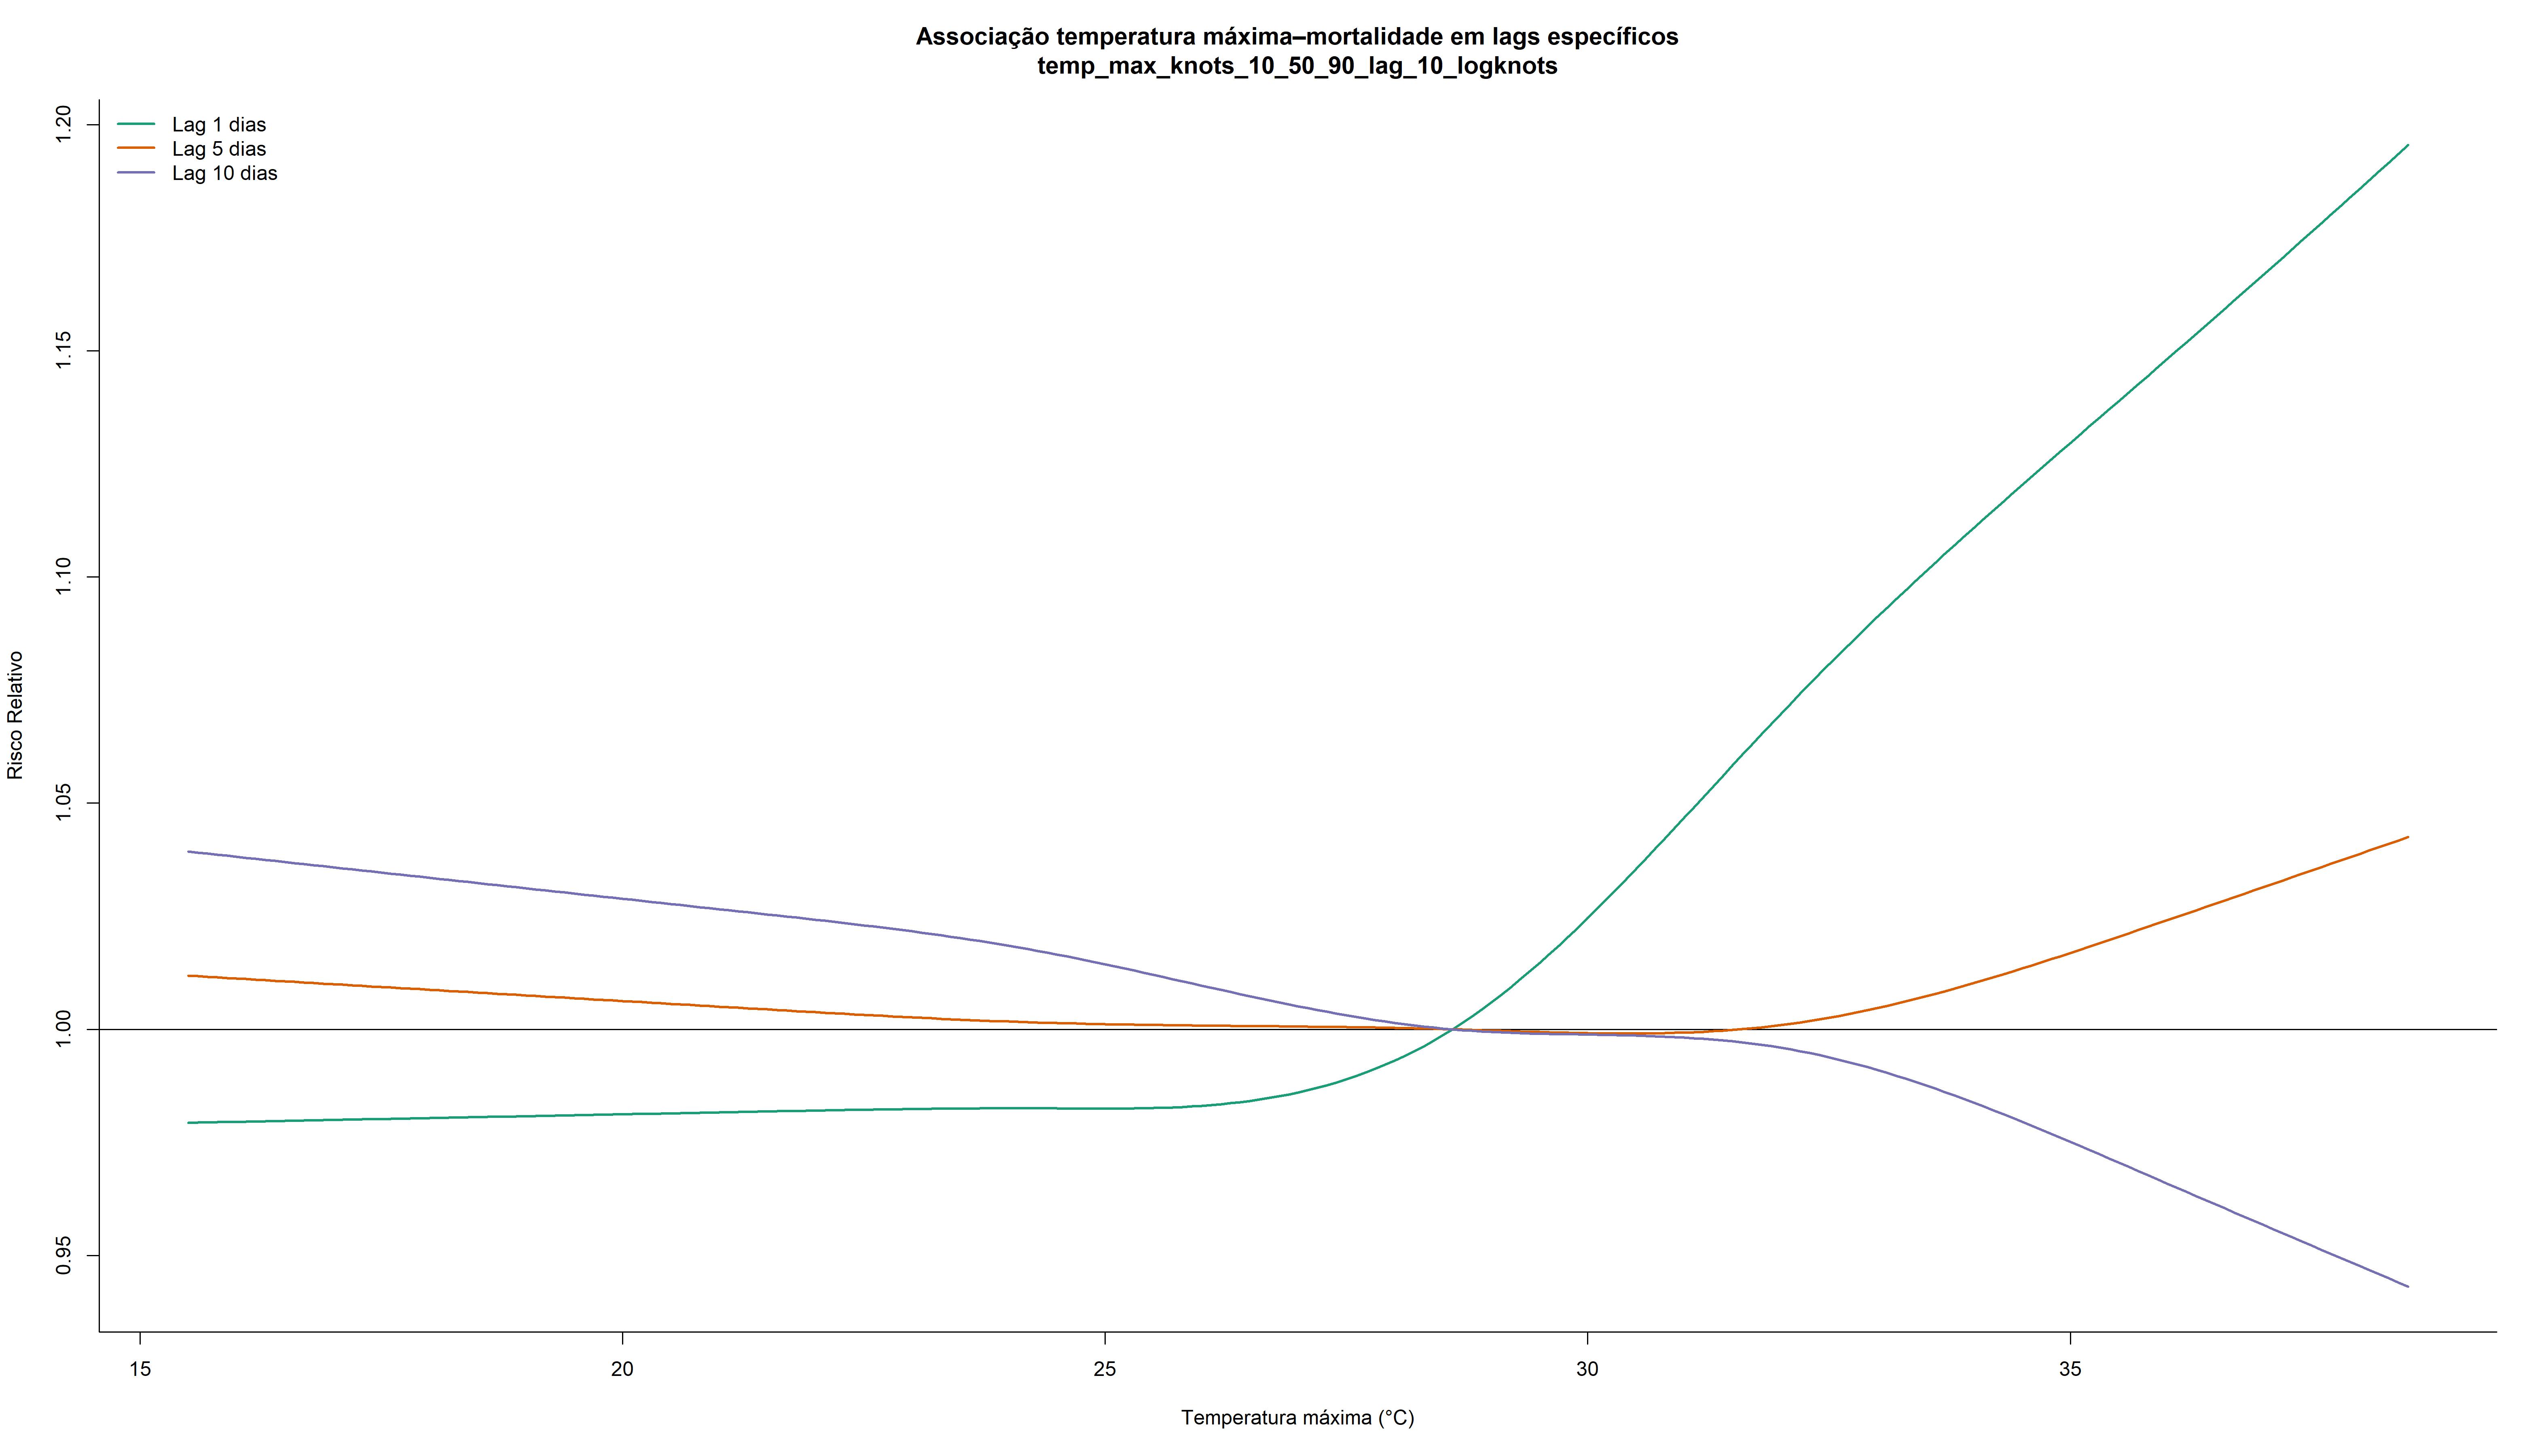 Associação temperatura máxima–mortalidade em lags específicos
temp_max_knots_10_50_90_lag_10_logknots
Lag 1 dias
Lag 5 dias
Lag 10 dias
1.20
1.15
1.10
1.05
1.00
0.95
Risco Relativo
15 20 25 30 35
Temperatura máxima (°C)